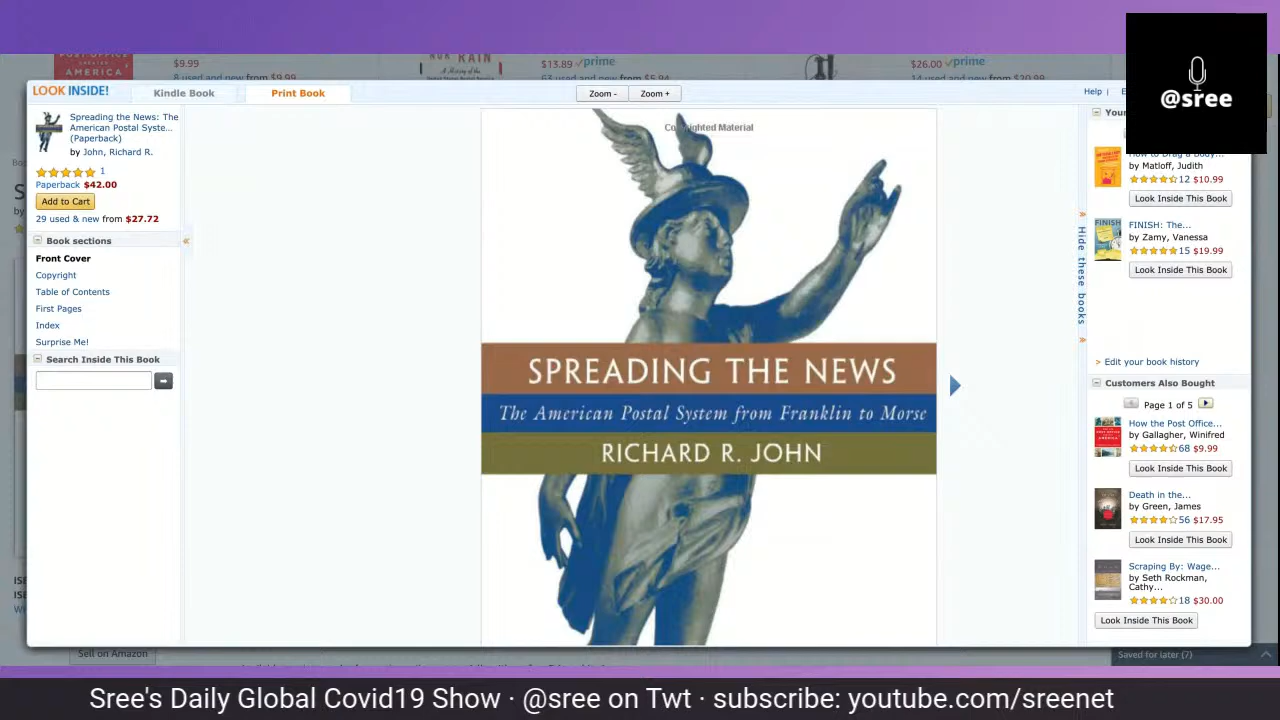 $9.99
$13.89 prime
$26.00 prime
AMERICA
RAIN
LOOK INSIDE!
Kindle Book
Print Book
Zoom -
Zoom +
Help |
@sree
Spreading the News: The
American Postal Syste...
(Paperback)
by John, Richard R.
1
Paperback $42.00
Add to Cart
29 used & new from $27.72
Book sections
Front Cover
Copyright
Table of Contents
First Pages
Index
Surprise Me!
Search Inside This Book
SPREADING THE NEWS
The American Postal System from Franklin to Morse
RICHARD R. JOHN
Hide these books
Matloff, Judith
12 $10.99
Look Inside This Book
FINISH: The...
by Zamy, Vanessa
15 $19.99
Look Inside This Book
> Edit your book history
Customers Also Bought
Page 1 of 5
How the Post Office...
by Gallagher, Winifred
68 $9.99
Look Inside This Book
Death in the...
by Green, James
56 $17.95
Look Inside This Book
Scraping By: Wage...
by Seth Rockman,
Cathy...
18 $30.00
Look Inside This Book
Sell on Amazon
Saved for later (7)
Sree's Daily Global Covid19 Show · @sree on Twt · subscribe: youtube.com/sreenet